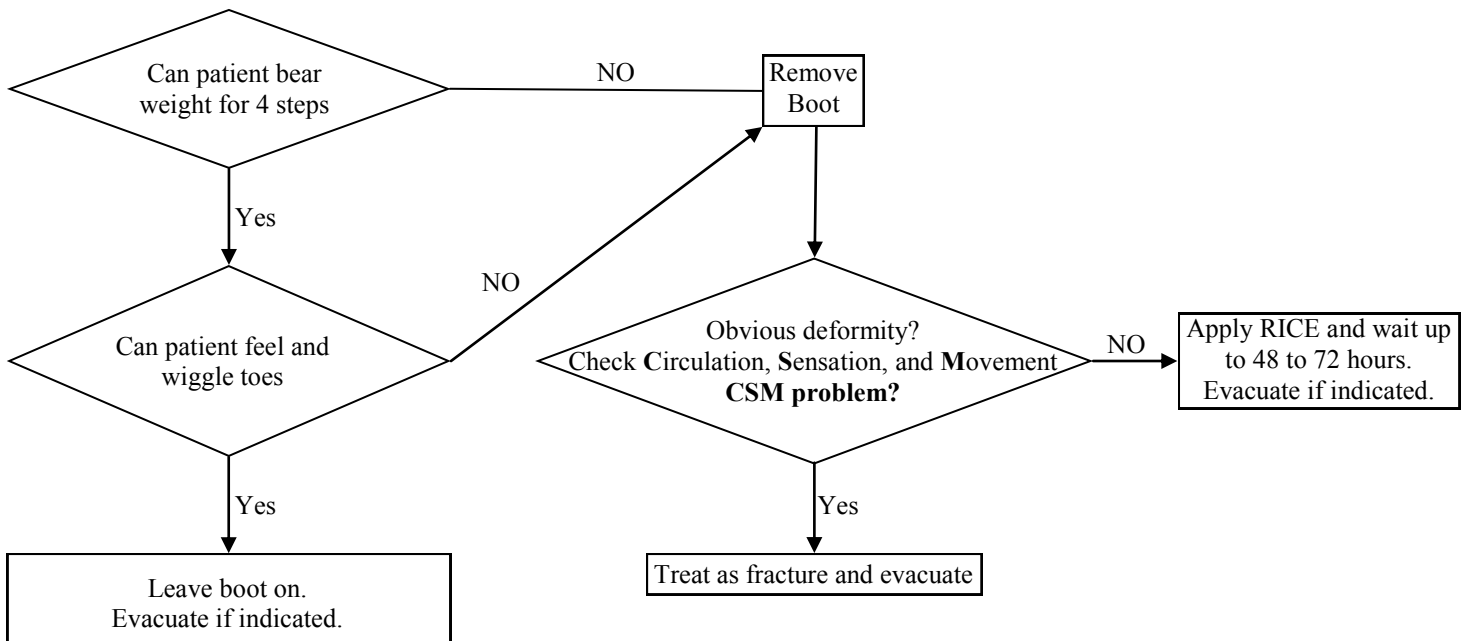 Can patient bear
weight for 4 steps
NO
Remove
Boot
Yes
NO
Can patient feel and
wiggle toes
Obvious deformity?
Check Circulation, Sensation, and Movement
CSM problem?
NO
Apply RICE and wait up
to 48 to 72 hours.
Evacuate if indicated.
Yes
Yes
Leave boot on.
Evacuate if indicated.
Treat as fracture and evacuate